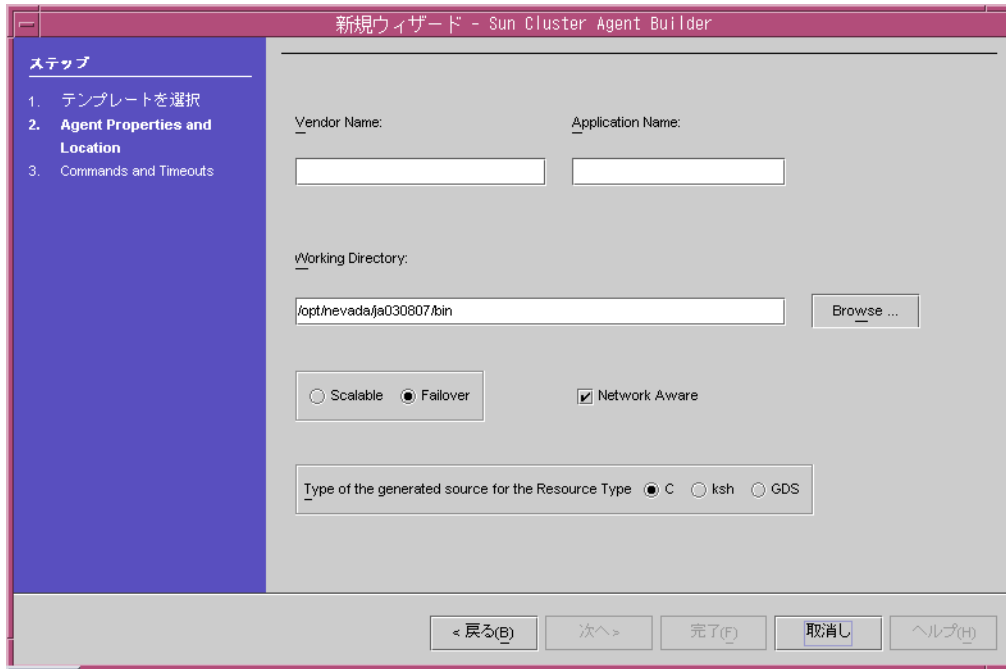 新規ウィザード - Sun Cluster Agent Builder
ステップ
1. テンプレートを選択
2. Agent Properties and
Location
3. Commands and Timeouts
Vendor Name:
Application Name:
Working Directory:
/opt/nevada/ja030807/bin
Browse ...
Scalable
Failover
Network Aware
Type of the generated source for the Resource Type
C
ksh
GDS
< 戻る(B)
次へ >
完了(F)
取消し
ヘルプ(H)